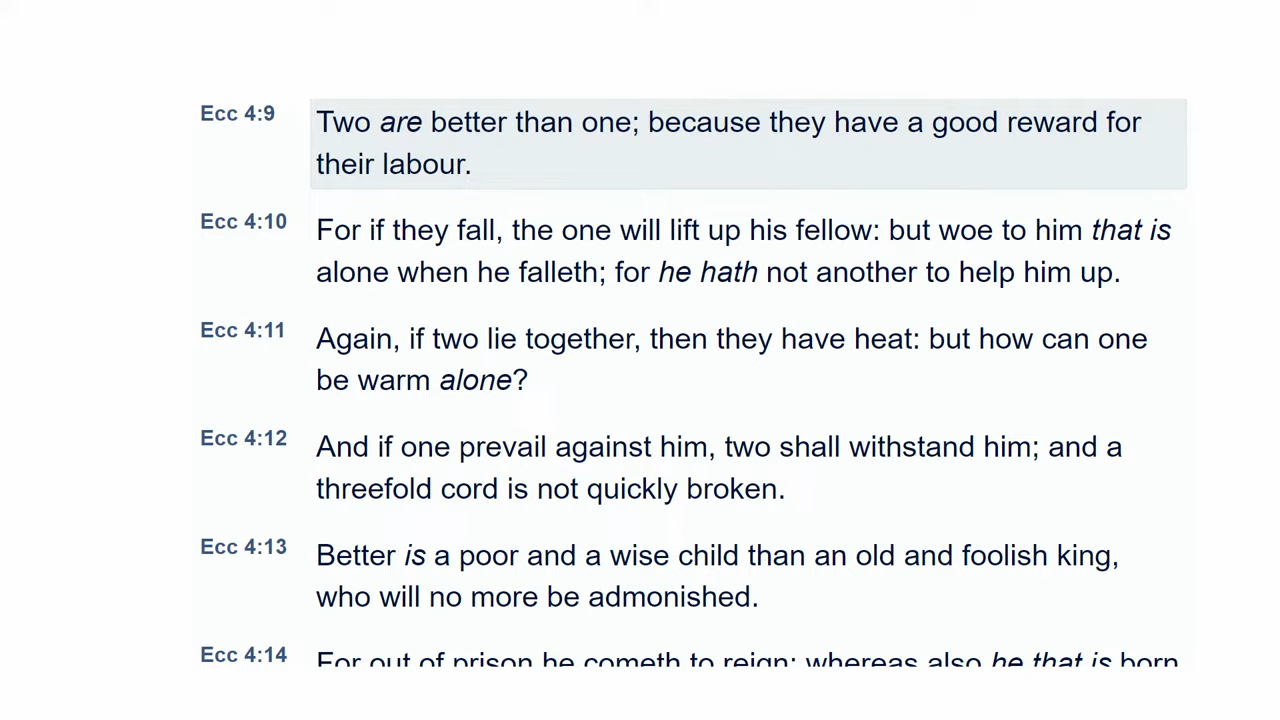 Ecc 4:9 Two are better than one; because they have a good reward for
their labour.
Ecc 4:10 For if they fall, the one will lift up his fellow: but woe to him that is
alone when he falleth; for he hath not another to help him up.
Ecc 4:11 Again, if two lie together, then they have heat: but how can one
be warm alone?
Ecc 4:12 And if one prevail against him, two shall withstand him; and a
threefold cord is not quickly broken.
Ecc 4:13 Better is a poor and a wise child than an old and foolish king,
who will no more be admonished.
Ecc 4:14 For out of prison he cometh to reign; whereas also he that is born